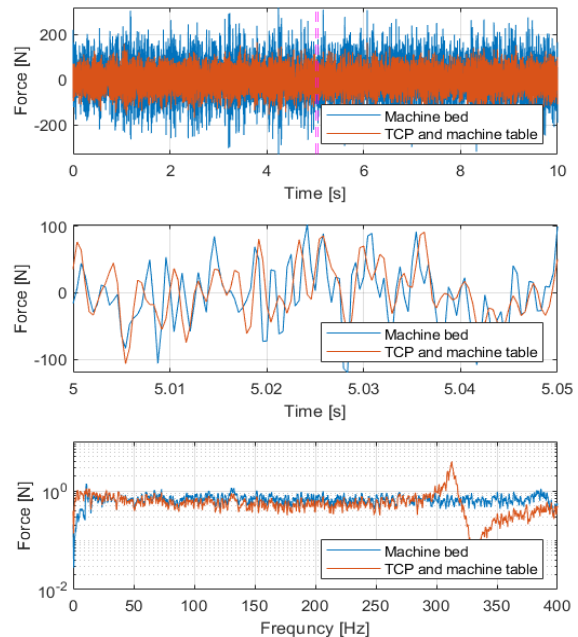 Force [N]
200
0
-200
Machine bed
TCP and machine table
0 2 4 6 8 10
Time [s]
Force [N]
100
0
-100
Machine bed
TCP and machine table
5 5.01 5.02 5.03 5.04 5.05
Time [s]
Force [N]
10^0
10^-2
Machine bed
TCP and machine table
0 50 100 150 200 250 300 350 400
Frequncy [Hz]